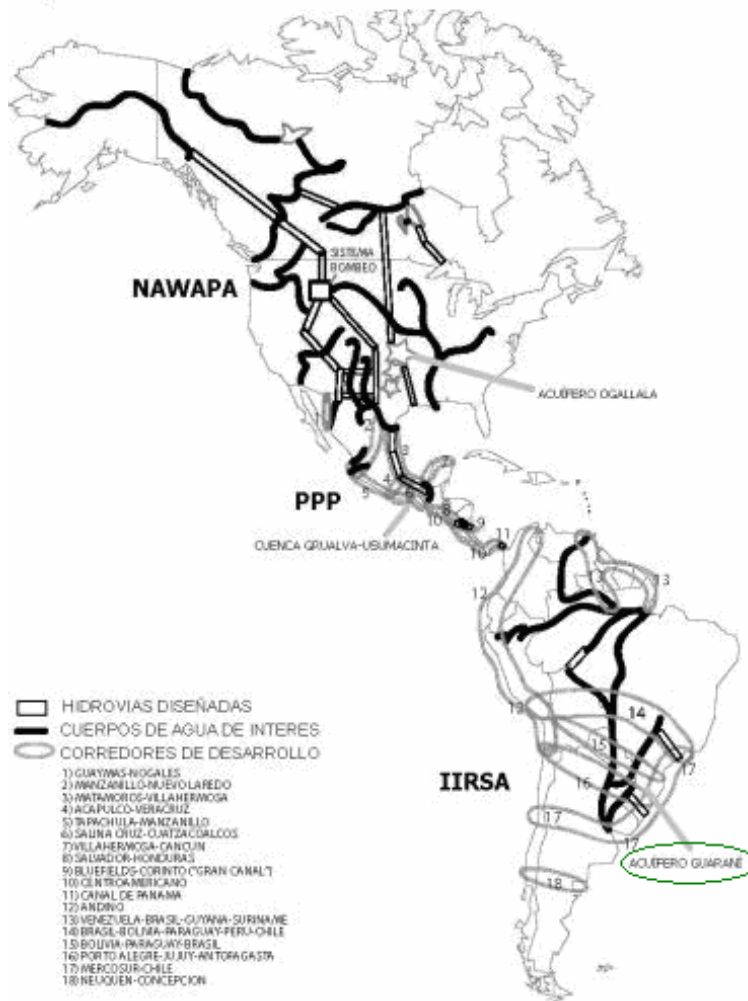 SISTEMA
BOMBEO
NAWAPA
ACUÍFERO OGALLALA
2
3
4
5
6
8
9
10
10
11
PPP
CUENCA GRIJALVA-USUMACINTA
12
13
13
13
14
15
16
17
17
17
18
IIRSA
ACUÍFERO GUARANÍ
HIDROVIAS DISEÑADAS
CUERPOS DE AGUA DE INTERES
CORREDORES DE DESARROLLO
1) GUAYMAS-NOGALES
2) MANZANILLO-NUEVO LAREDO
3) MATAMOROS-VILLAHERMOSA
4) ACAPULCO-VERACRUZ
5) TAPACHULA-MANZANILLO
6) SALINA CRUZ-CUATZACOALCOS
7) VILLAHERMOSA-CANCUN
8) SALVADOR-HONDURAS
9) BLUEFIELDS-CORINTO ("GRAN CANAL")
10) CENTROAMERICANO
11) CANAL DE PANAMA
12) ANDINO
13) VENEZUELA-BRASIL-GUYANA-SURINAME
14) BRASIL-BOLIVIA-PARAGUAY-PERU-CHILE
15) BOLIVIA-PARAGUAY-BRASIL
16) PORTO ALEGRE-JUJUY-ANTOFAGASTA
17) MERCOSUR-CHILE
18) NEUQUEN-CONCEPCION